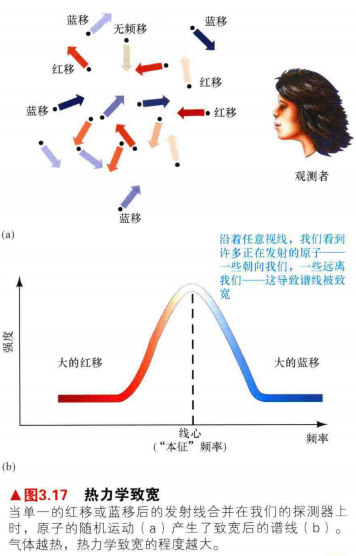 蓝移
无频移
蓝移
红移
红移
蓝移
红移
观测者
蓝移
(a)
沿着任意视线，我们看到
许多正在发射的原子——
一些朝向我们，一些远离
我们——这导致谱线被致
宽
强度
大的红移
大的蓝移
线心
(“本征”频率)
频率
(b)
▲图3.17 热力学致宽
当单一的红移或蓝移后的发射线合并在我们的探测器上
时，原子的随机运动（a）产生了致宽后的谱线（b）。
气体越热，热力学致宽的程度越大。